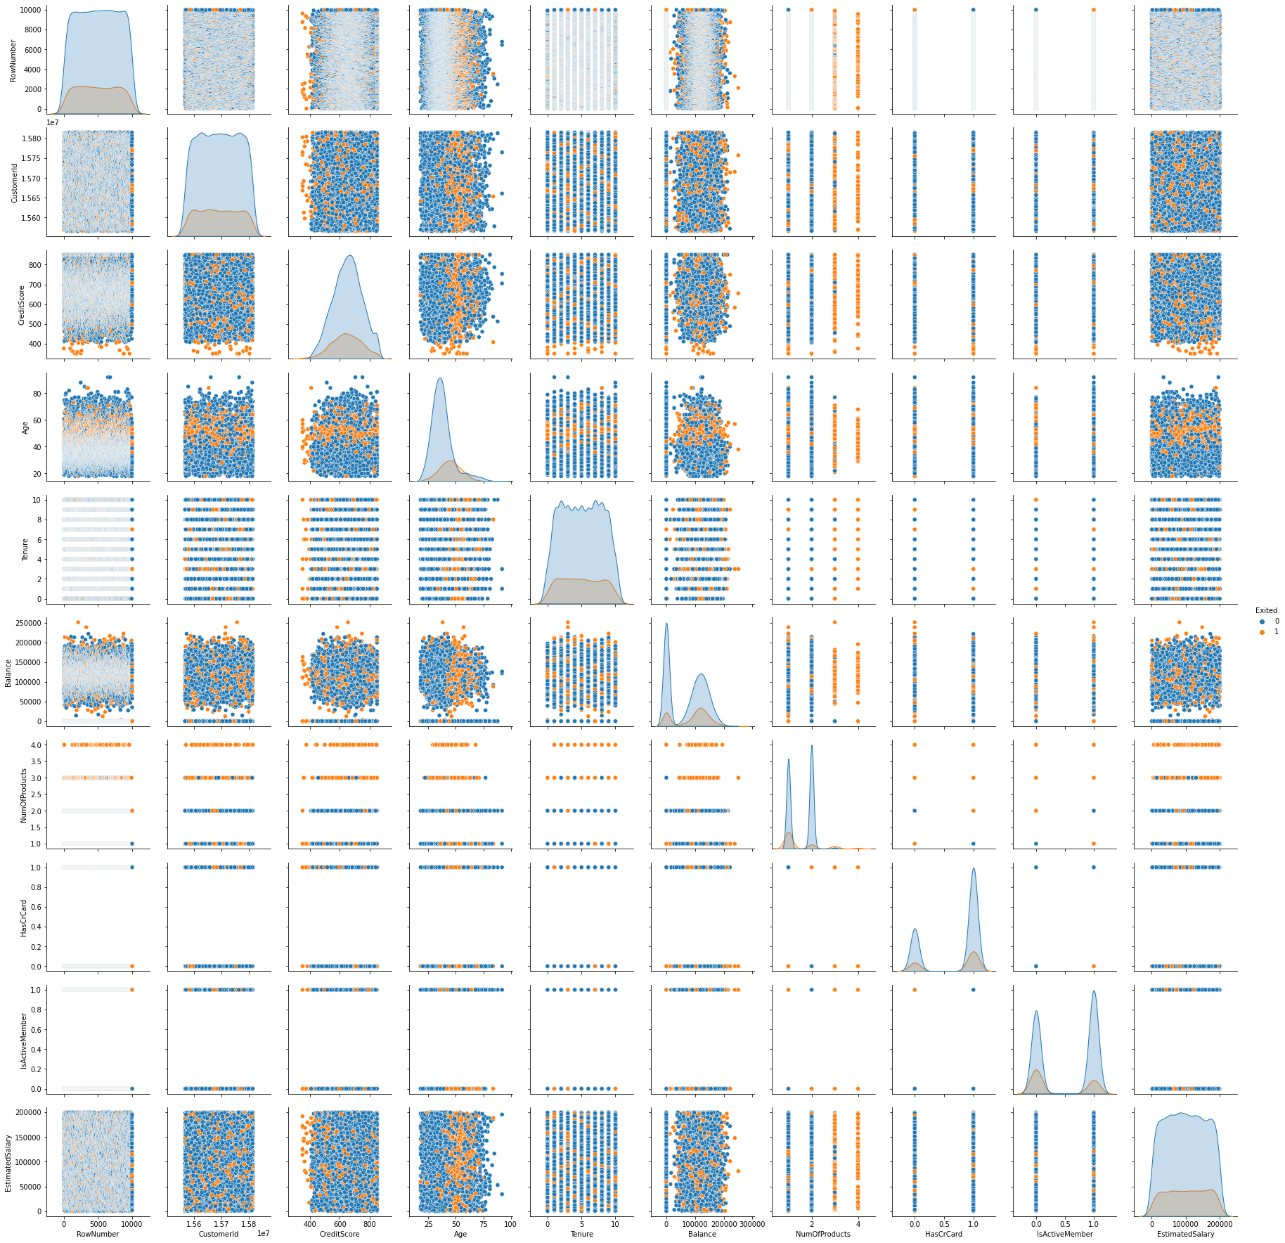 10000
8000
6000
4000
2000
0
RowNumber
1e7
1.580
1.575
1.570
1.565
1.560
CustomerId
800
700
600
500
400
CreditScore
80
60
40
20
Age
10
8
6
4
2
0
Tenure
250000
200000
150000
100000
50000
0
Balance
Exited
0
1
4.0
3.5
3.0
2.5
2.0
1.5
1.0
NumOfProducts
1.0
0.8
0.6
0.4
0.2
0.0
HasCrCard
1.0
0.8
0.6
0.4
0.2
0.0
IsActiveMember
200000
150000
100000
50000
0
EstimatedSalary
0 5000 10000
RowNumber
1.56 1.57 1.58
1e7
CustomerId
400 600 800
CreditScore
25 50 75 100
Age
0 5 10
Tenure
0 100000 200000 300000
Balance
2 4
NumOfProducts
0.0 0.5 1.0
HasCrCard
0.0 0.5 1.0
IsActiveMember
0 100000 200000
EstimatedSalary